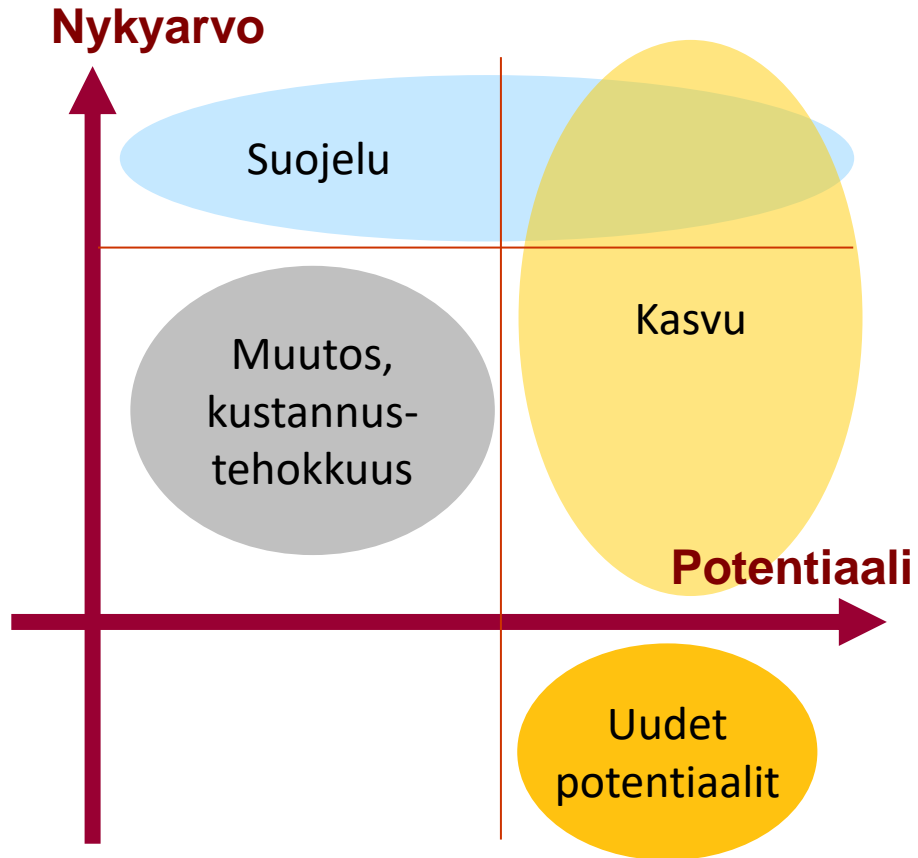 Nykyarvo
Suojelu
Kasvu
Muutos,
kustannus-
tehokkuus
Potentiaali
Uudet
potentiaalit